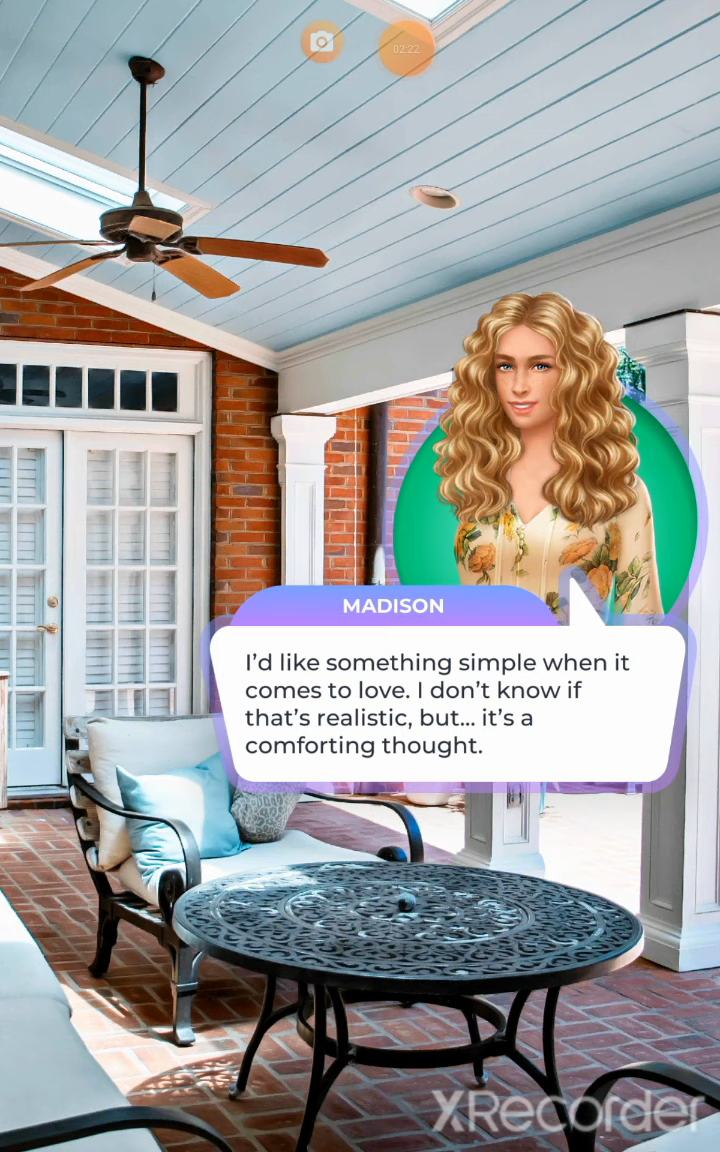 02:22
MADISON
I'd like something simple when it
comes to love. I don't know if
that's realistic, but... it's a
comforting thought.
XRecorder